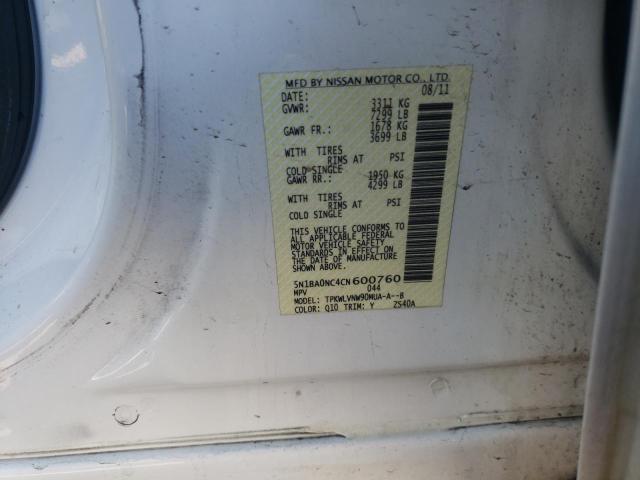 MFD BY NISSAN MOTOR CO., LTD.
DATE: 08/11
GVWR: 3311 KG
7299 LB
GAWR FR.: 1678 KG
3699 LB
WITH TIRES
RIMS AT PSI
COLD SINGLE
GAWR RR.: 1950 KG
4299 LB
WITH TIRES
RIMS AT PSI
COLD SINGLE
THIS VEHICLE CONFORMS TO
ALL APPLICABLE FEDERAL
MOTOR VEHICLE SAFETY
STANDARDS IN EFFECT ON
THE DATE OF MANUFACTURE
SHOWN ABOVE.
5N1BA0NC4CN600760
MPV 044
MODEL: TPKWLVNW90MUA-A--B
COLOR: Q10 TRIM: Y ZS40A